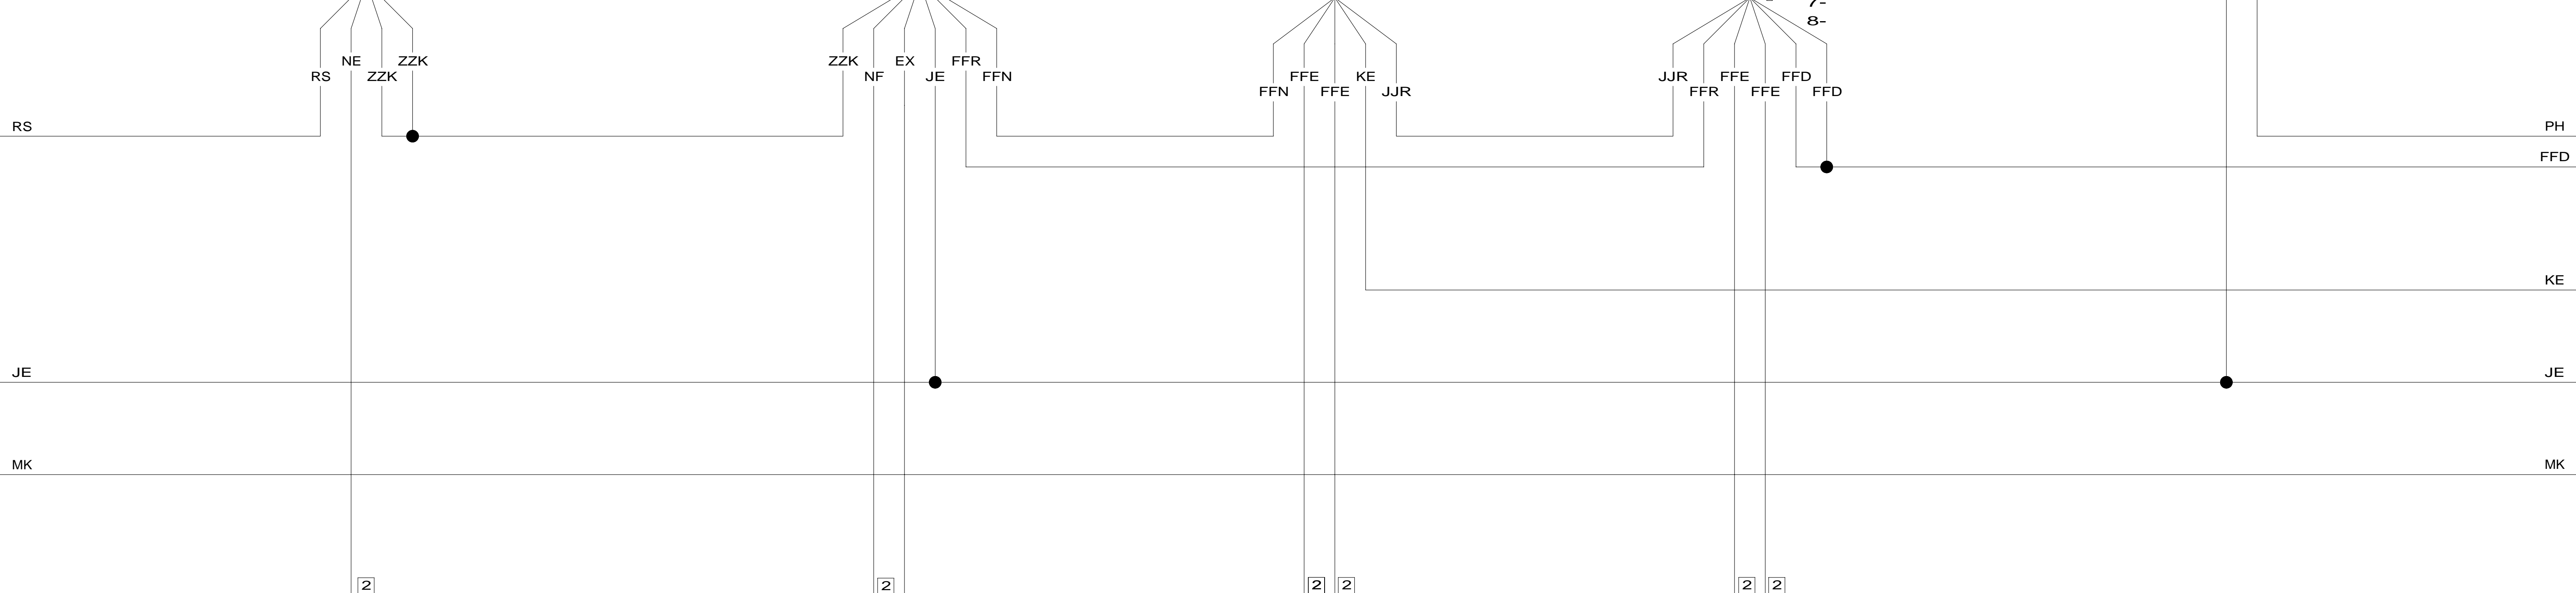 7-
8-
NE ZZK ZZK EX FFR
RS ZZK NF JE FFN FFE KE JJR FFE FFD
FFN FFE JJR FFR FFE FFD
RS PH
FFD
KE
JE JE
MK MK
2 2 2 2 2 2